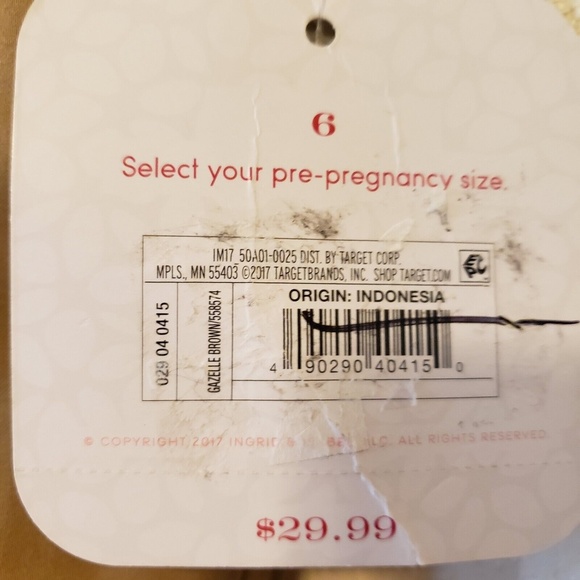 6
Select your pre-pregnancy size.
IM17_50A01-0025 DIST. BY TARGET CORP.
MPLS., MN 55403 ©2017 TARGETBRANDS, INC. SHOP TARGET.COM
029 04 0415
GAZELLE BROWN/558574
ORIGIN: INDONESIA
4 90290 40415 0
© COPYRIGHT 2017 INGRID & LLC. ALL RIGHTS RESERVED.
$29.99